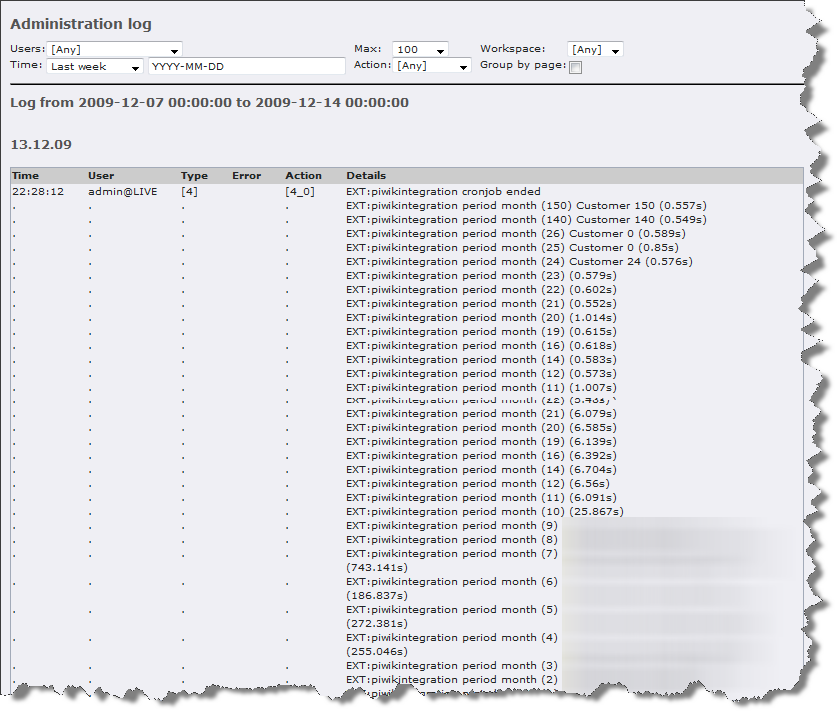 Administration log
Users: [Any] Max: 100 Workspace: [Any]
Time: Last week YYYY-MM-DD Action: [Any] Group by page:
Log from 2009-12-07 00:00:00 to 2009-12-14 00:00:00
13.12.09
Time User Type Error Action Details
22:28:12 admin@LIVE [4] [4_0] EXT:piwikintegration cronjob ended
. . . . EXT:piwikintegration period month (150) Customer 150 (0.557s)
. . . . EXT:piwikintegration period month (140) Customer 140 (0.549s)
. . . . EXT:piwikintegration period month (26) Customer 0 (0.589s)
. . . . EXT:piwikintegration period month (25) Customer 0 (0.85s)
. . . . EXT:piwikintegration period month (24) Customer 24 (0.576s)
. . . . EXT:piwikintegration period month (23) (0.579s)
. . . . EXT:piwikintegration period month (22) (0.602s)
. . . . EXT:piwikintegration period month (21) (0.552s)
. . . . EXT:piwikintegration period month (20) (1.014s)
. . . . EXT:piwikintegration period month (19) (0.615s)
. . . . EXT:piwikintegration period month (16) (0.618s)
. . . . EXT:piwikintegration period month (14) (0.583s)
. . . . EXT:piwikintegration period month (12) (0.573s)
. . . . EXT:piwikintegration period month (11) (1.007s)
. . . . EXT:piwikintegration period month (22)
. . . . EXT:piwikintegration period month (21) (6.079s)
. . . . EXT:piwikintegration period month (20) (6.585s)
. . . . EXT:piwikintegration period month (19) (6.139s)
. . . . EXT:piwikintegration period month (16) (6.392s)
. . . . EXT:piwikintegration period month (14) (6.704s)
. . . . EXT:piwikintegration period month (12) (6.56s)
. . . . EXT:piwikintegration period month (11) (6.091s)
. . . . EXT:piwikintegration period month (10) (25.867s)
. . . . EXT:piwikintegration period month (9)
. . . . EXT:piwikintegration period month (8)
. . . . EXT:piwikintegration period month (7)
(743.141s)
. . . . EXT:piwikintegration period month (6)
(186.837s)
. . . . EXT:piwikintegration period month (5)
(272.381s)
. . . . EXT:piwikintegration period month (4)
(255.046s)
. . . . EXT:piwikintegration period month (3)
. . . . EXT:piwikintegration period month (2)